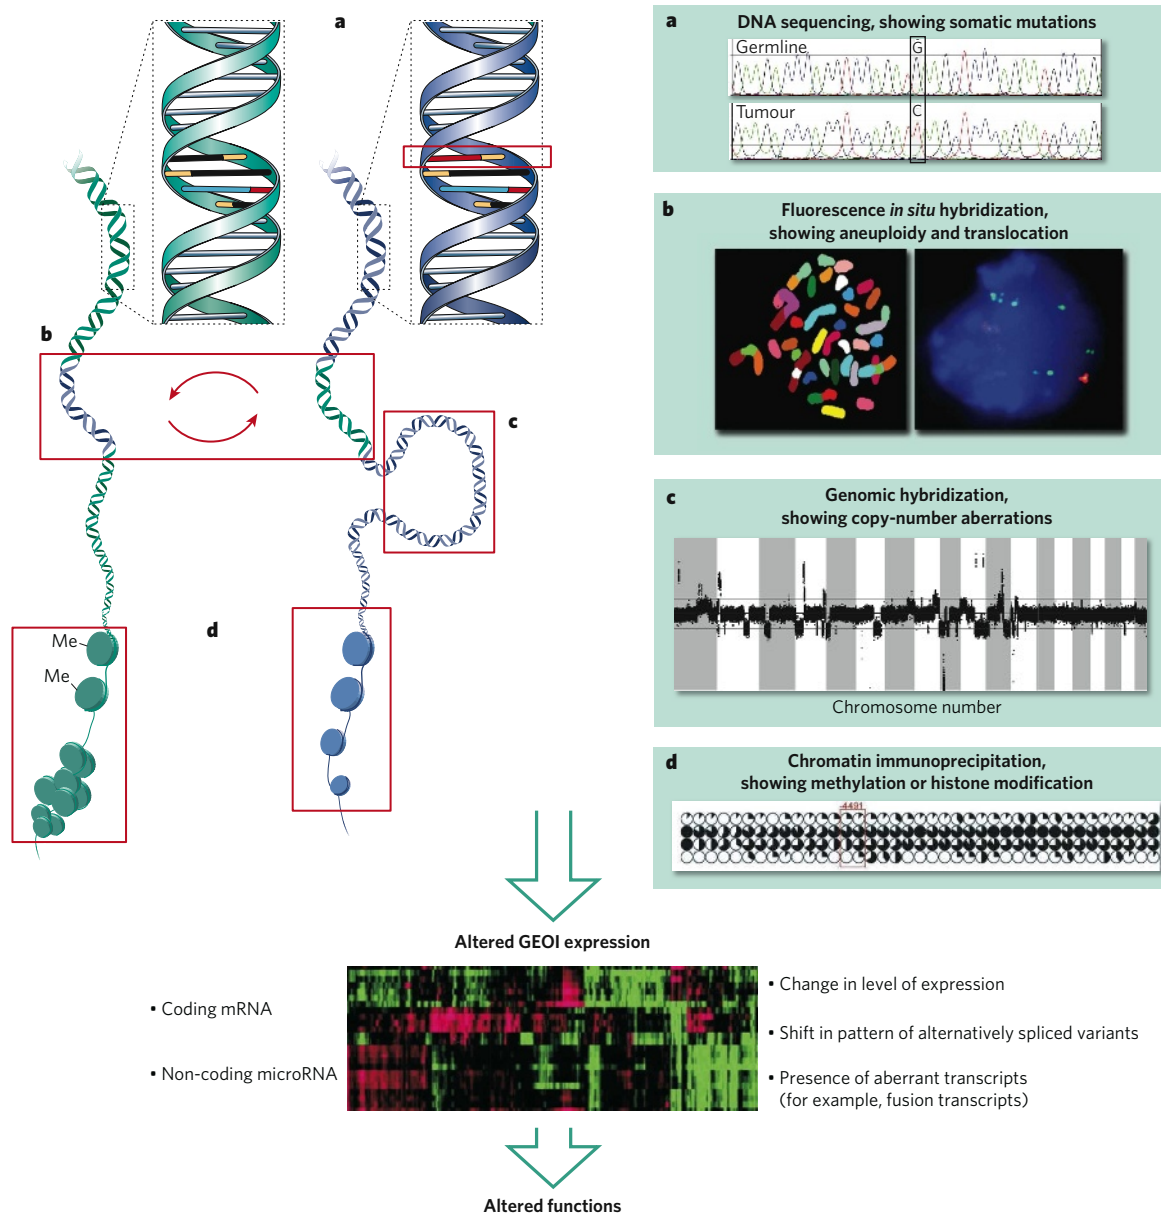 a
b
c
d
Me
Me
a
DNA sequencing, showing somatic mutations
Germline
G
Tumour
C
b
Fluorescence in situ hybridization,
showing aneuploidy and translocation
c
Genomic hybridization,
showing copy-number aberrations
Chromosome number
d
Chromatin immunoprecipitation,
showing methylation or histone modification
-4491
Altered GEOI expression
• Coding mRNA
• Non-coding microRNA
• Change in level of expression
• Shift in pattern of alternatively spliced variants
• Presence of aberrant transcripts
(for example, fusion transcripts)
Altered functions